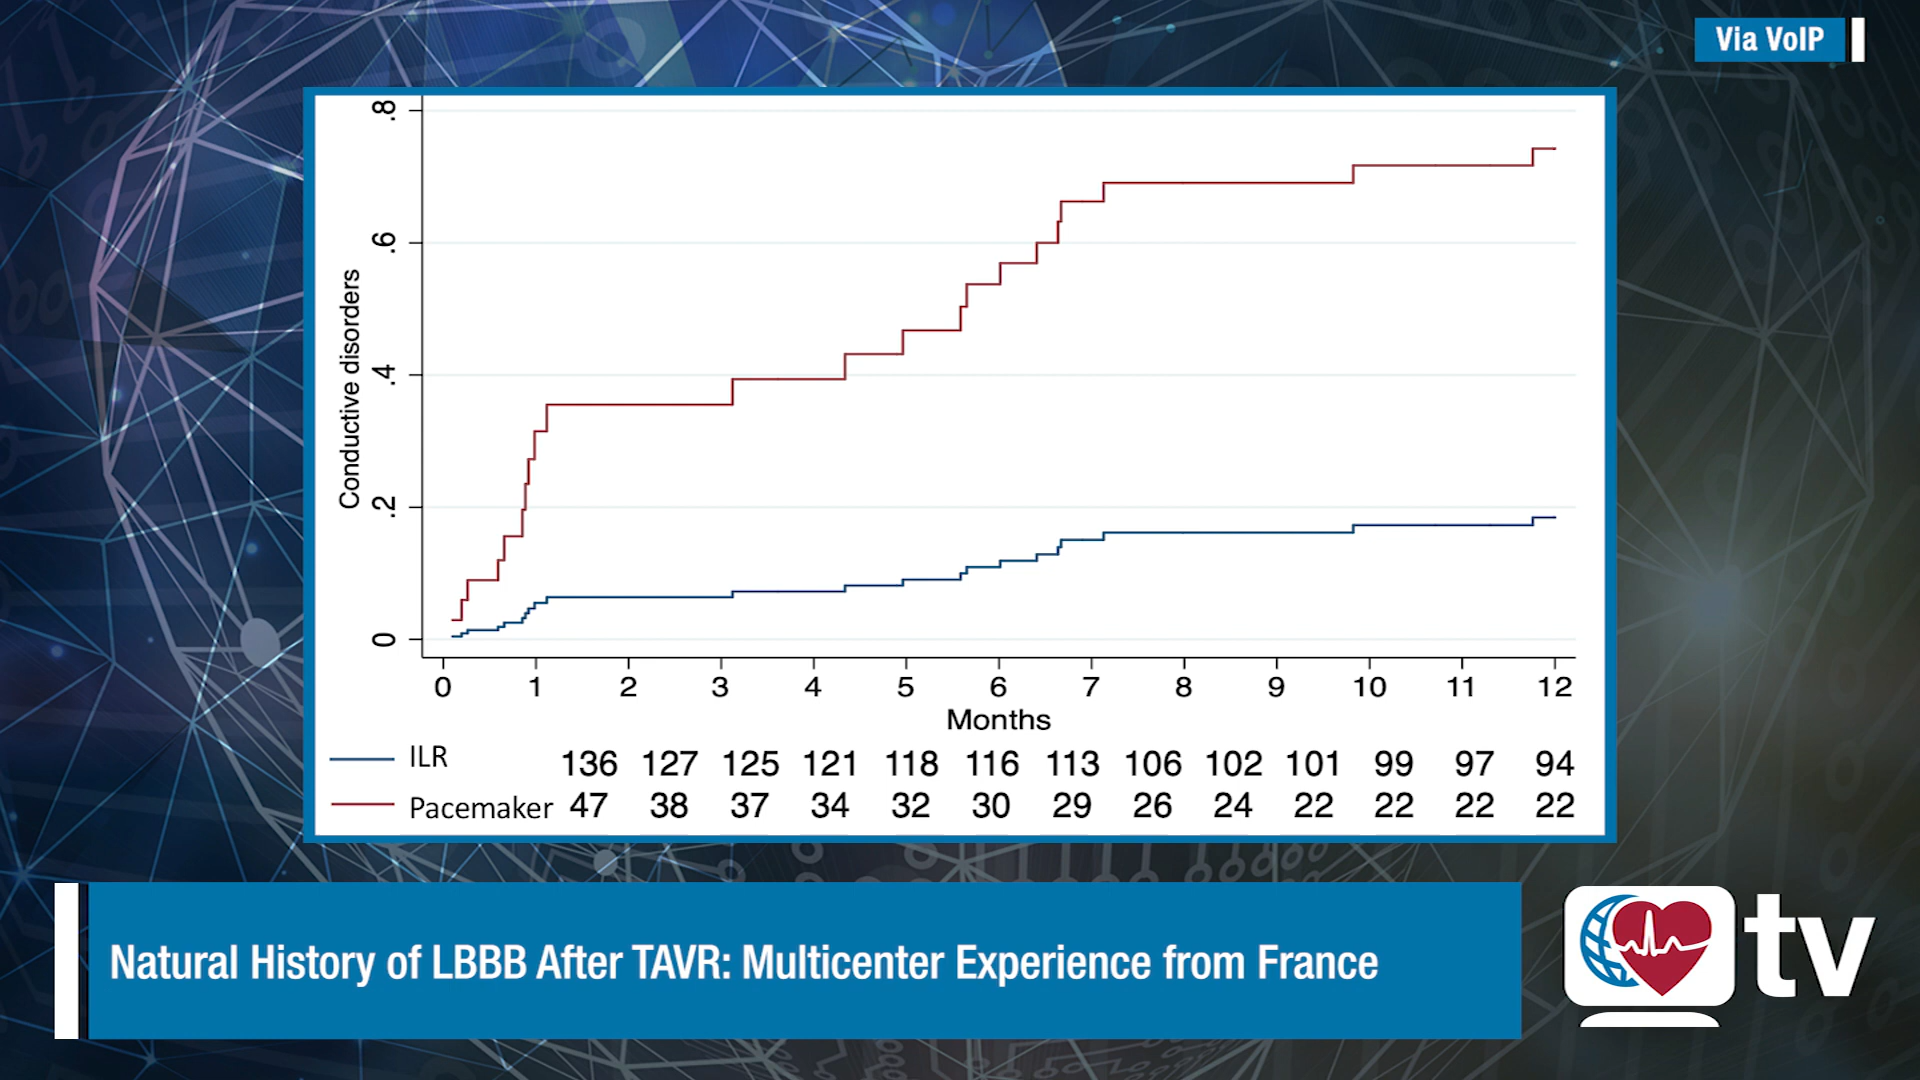 Via VoIP
.8
.6
.4
.2
0
Conductive disorders
0 1 2 3 4 5 6 7 8 9 10 11 12
Months
ILR 136 127 125 121 118 116 113 106 102 101 99 97 94
Pacemaker 47 38 37 34 32 30 29 26 24 22 22 22 22
Natural History of LBBB After TAVR: Multicenter Experience from France
tv